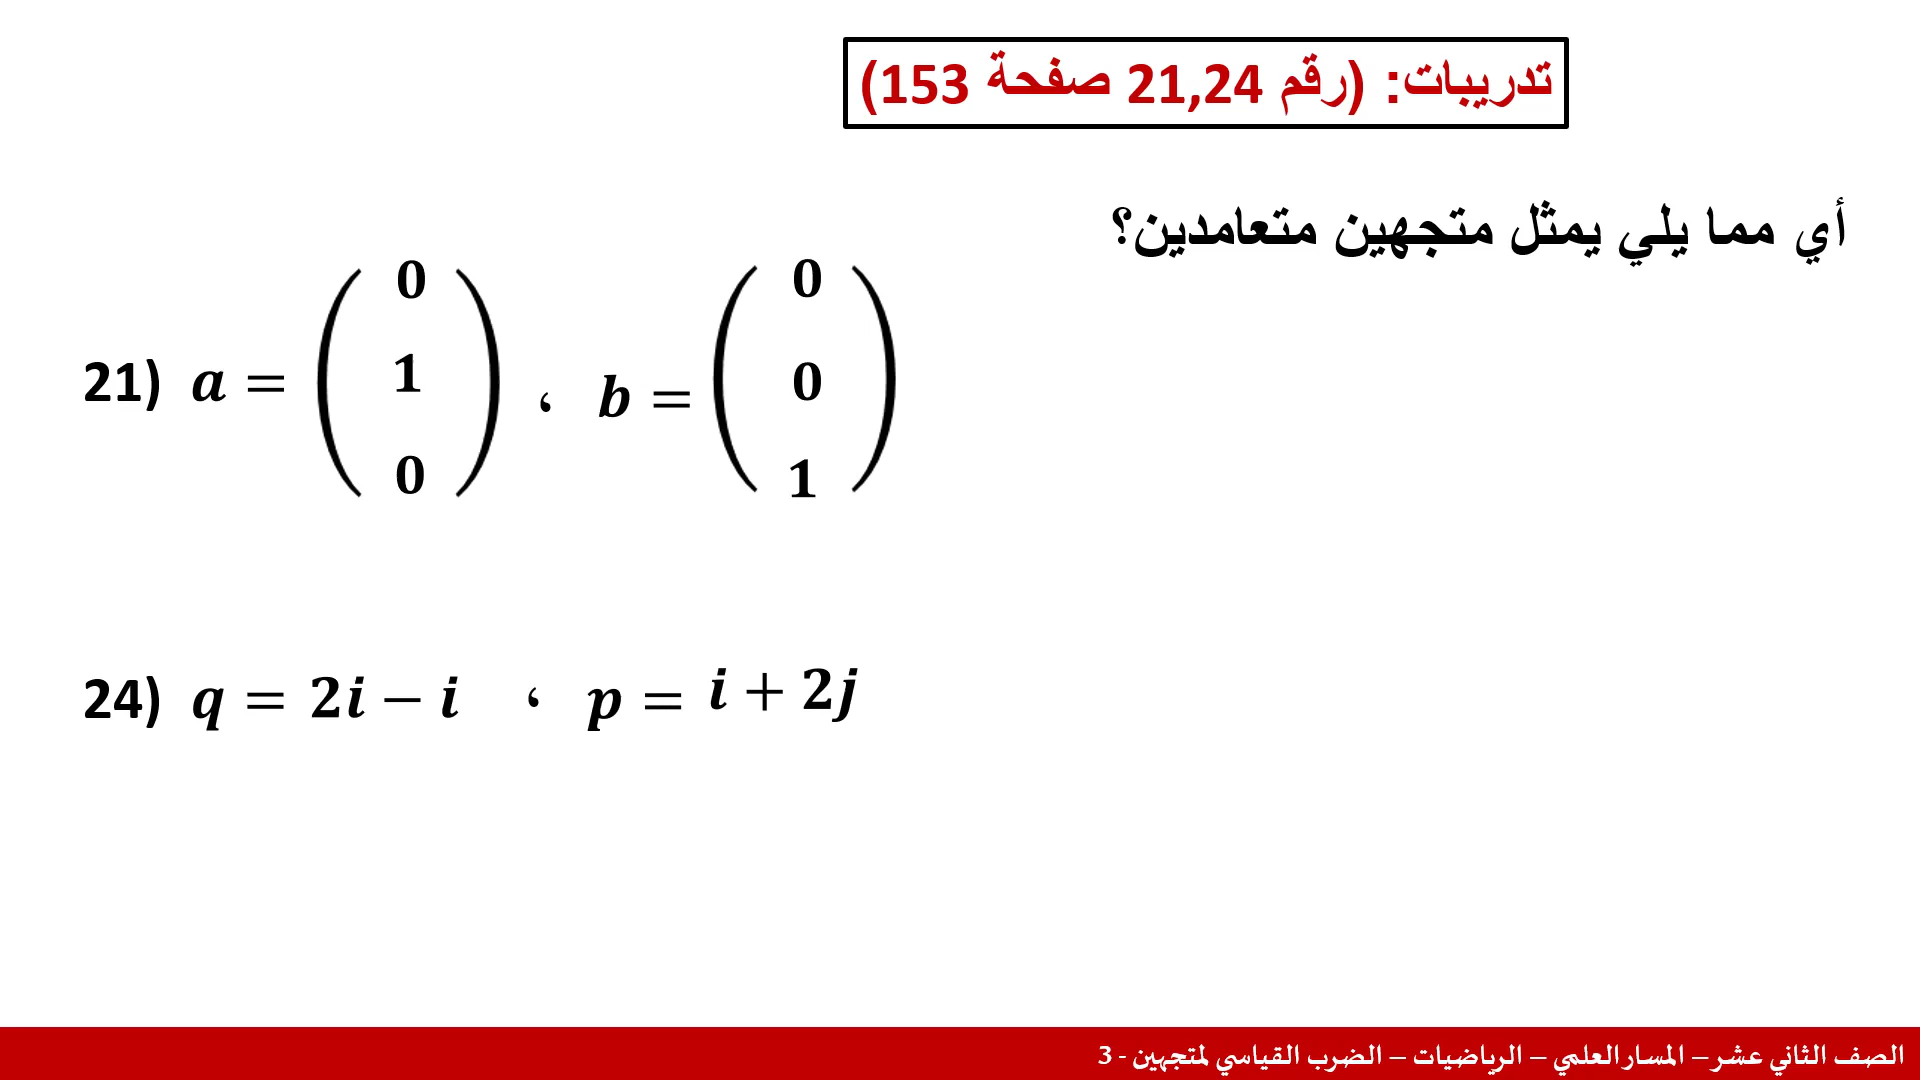 تدريبات: (رقم 21,24 صفحة 153)
أي مما يلي يمثل متجهين متعامدين؟
21) a = ( 0 1 0 ) ، b = ( 0 0 1 )
24) q = 2i − i ، p = i + 2j
الصف الثاني عشر – المسار العلمي – الرياضيات – الضرب القياسي لمتجهين - 3